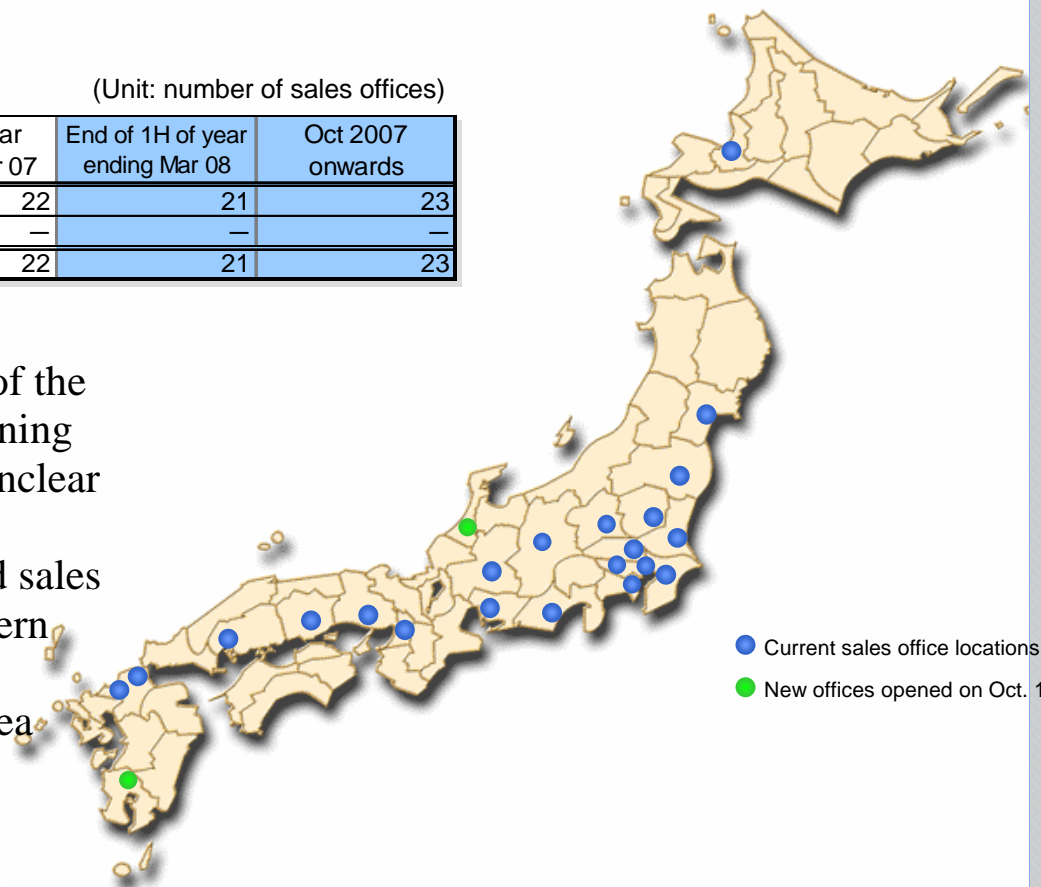 (Unit: number of sales offices)
ar End of 1H of year Oct 2007
07 ending Mar 08 onwards
22 21 23
— — —
22 21 23
of the
ning
nclear
sales
ern
ea
Current sales office locations
New offices opened on Oct. 1